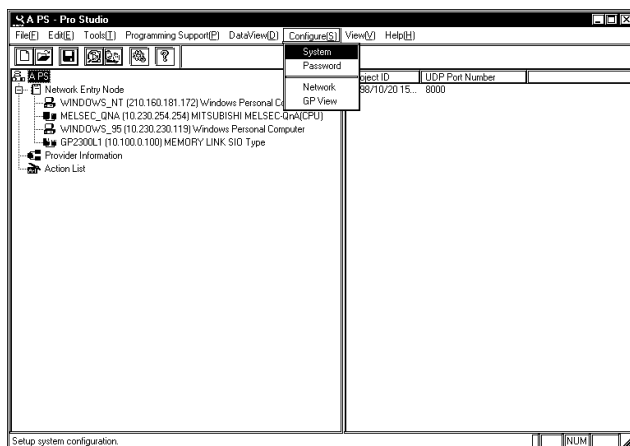 A PS - Pro Studio
File(F) Edit(E) Tools(T) Programming Support(P) DataView(D) Configure(S) View(V) Help(H)
System
Password
Network
GP View
A PS
Network Entry Node
WINDOWS_NT (210.160.181.172) Windows Personal Co
MELSEC_QNA (10.230.254.254) MITSUBISHI MELSEC-QnA(CPU)
WINDOWS_95 (10.230.230.119) Windows Personal Computer
GP2300L1 (10.100.0.100) MEMORY LINK SIO Type
Provider Information
Action List
oject ID UDP Port Number
98/10/20 15... 8000
Setup system configuration. NUM